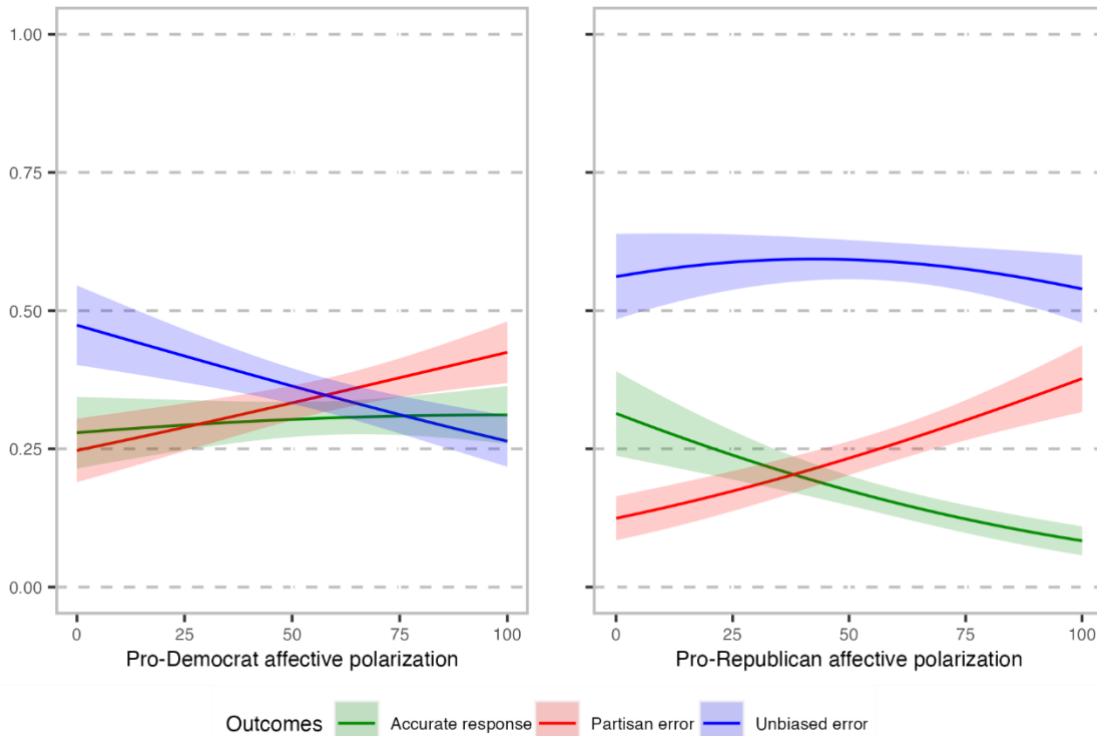 1.00
0.75
0.50
0.25
0.00
0 25 50 75 100 0 25 50 75 100
Pro-Democrat affective polarization Pro-Republican affective polarization
Outcomes Accurate response Partisan error Unbiased error